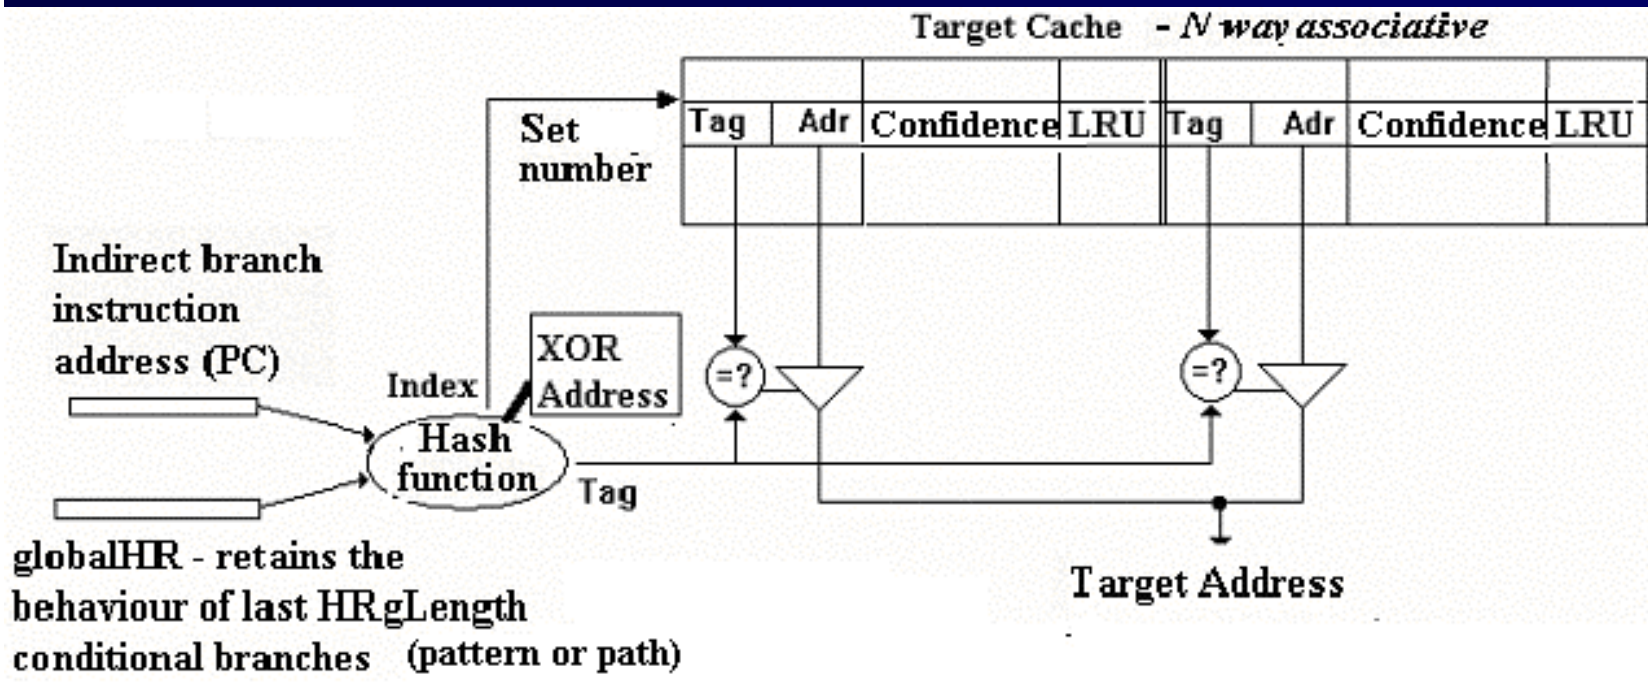 Target Cache - N way associative
Tag Adr Confidence LRU Tag Adr Confidence LRU
Set
number
Indirect branch
instruction
address (PC)
XOR
Address
=?
=?
Index
Hash
function
Tag
globalHR - retains the
behaviour of last HRgLength
conditional branches (pattern or path)
Target Address